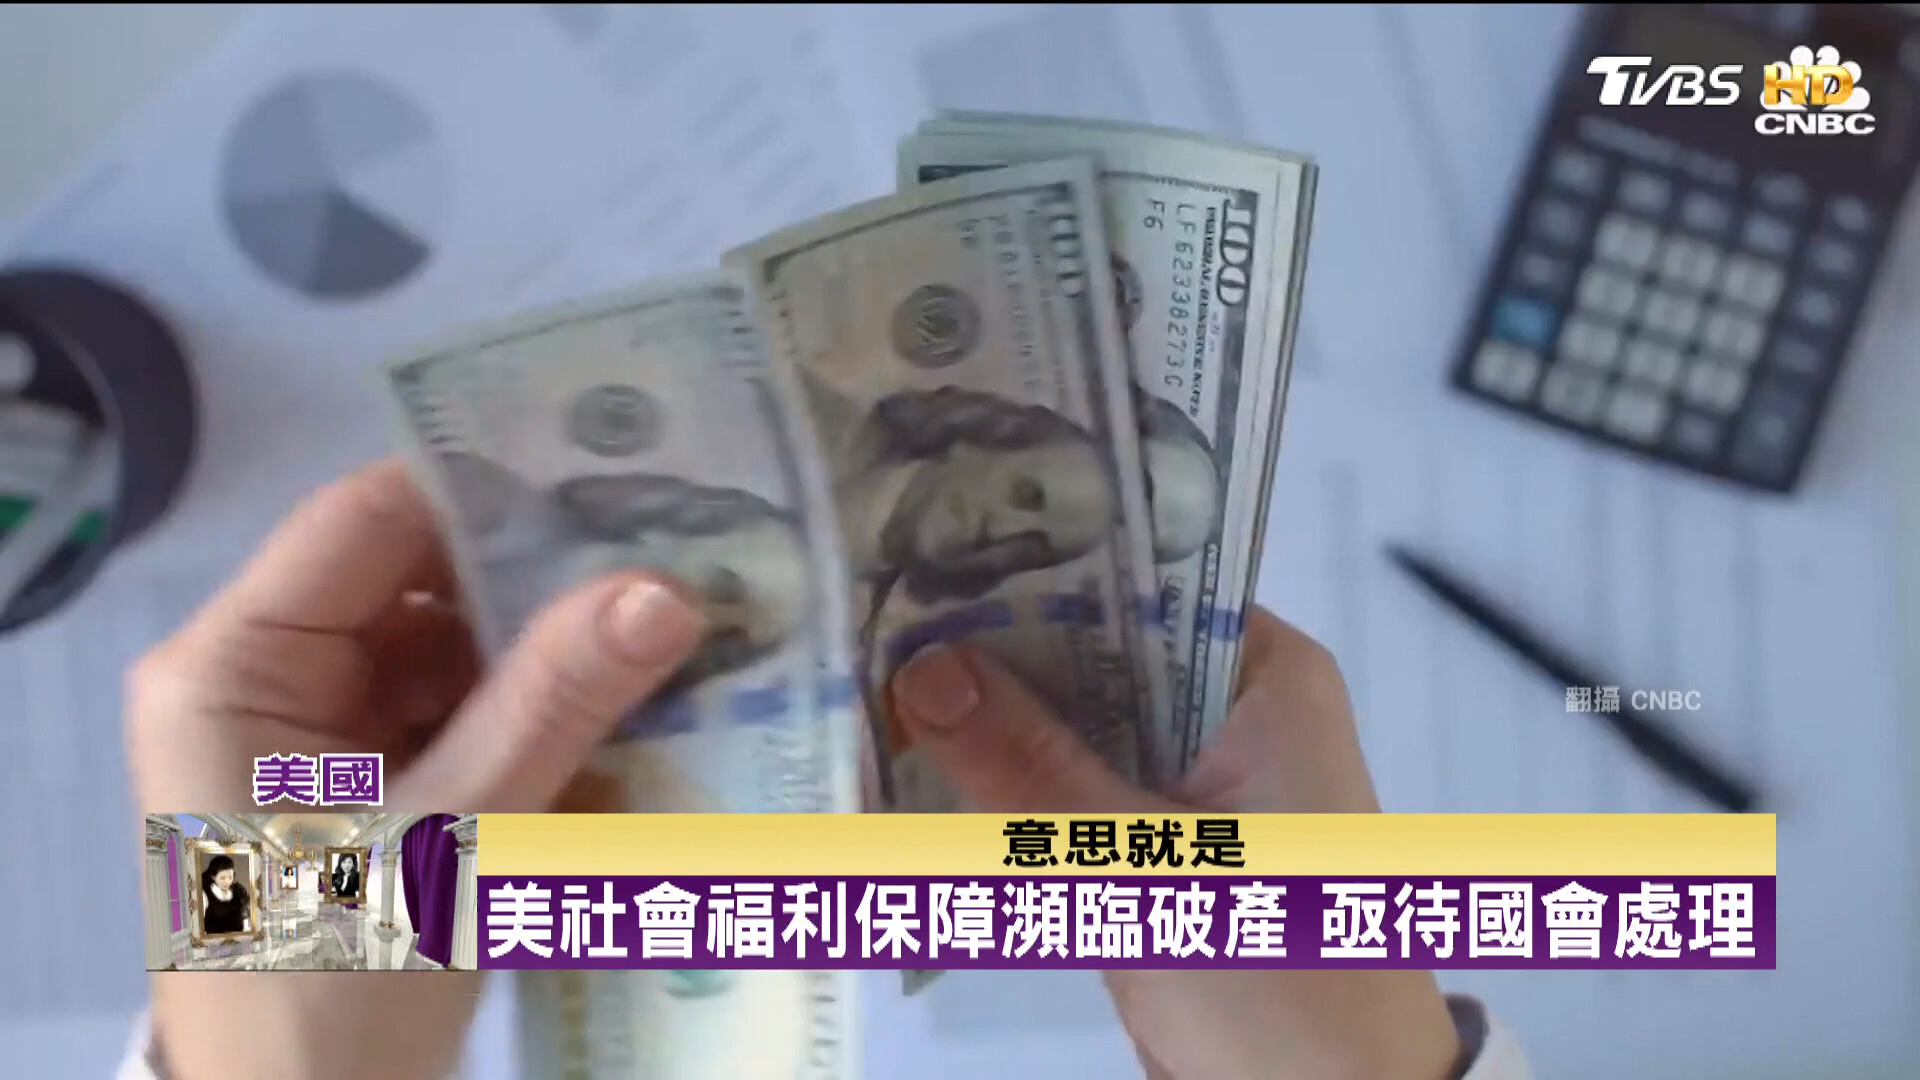 TVBS HD
CNBC
100
LF62338273G
F6
翻攝 CNBC
美國
意思就是
美社會福利保障瀕臨破產 亟待國會處理